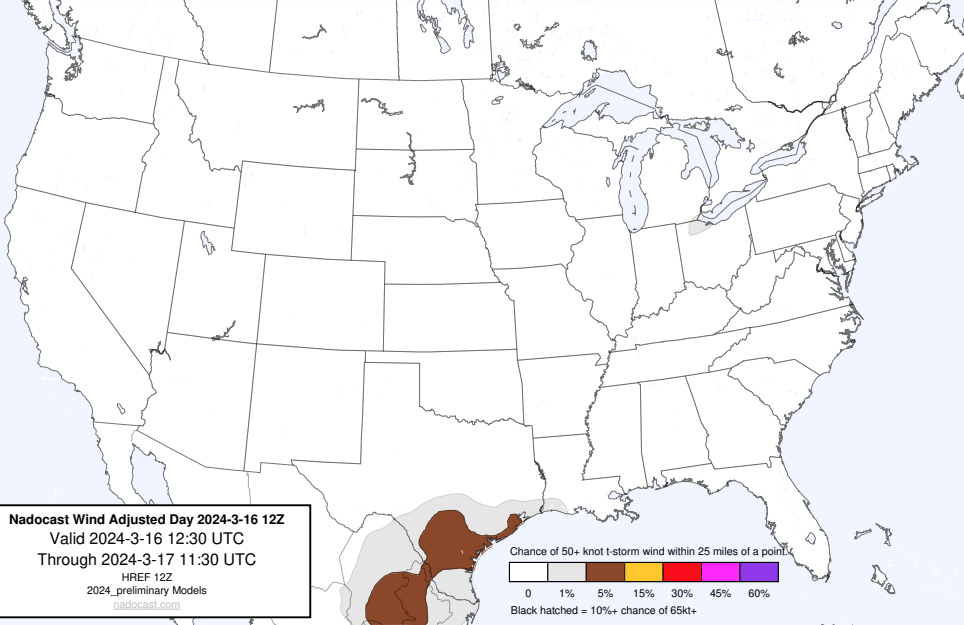 Nadocast Wind Adjusted Day 2024-3-16 12Z
Valid 2024-3-16 12:30 UTC
Through 2024-3-17 11:30 UTC
HREF 12Z
2024_preliminary Models
nadocast.com
Chance of 50+ knot t-storm wind within 25 miles of a point.
0 1% 5% 15% 30% 45% 60%
Black hatched = 10%+ chance of 65kt+